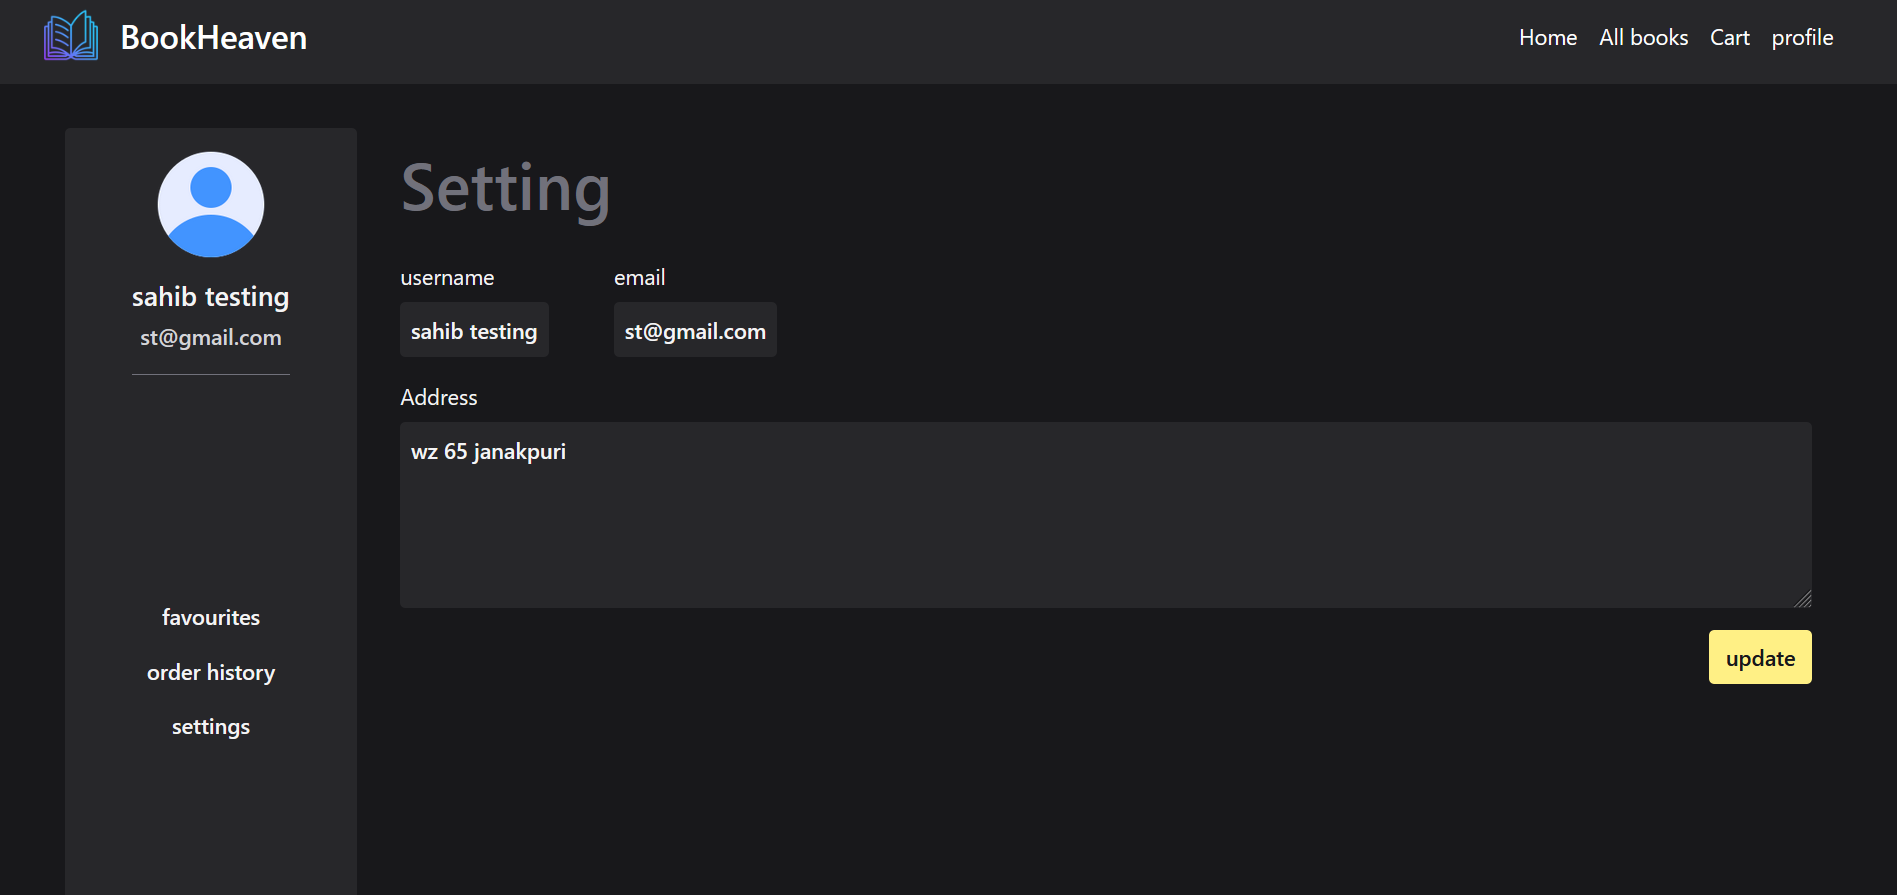 BookHeaven
Home All books Cart profile
sahib testing
st@gmail.com
favourites
order history
settings
Setting
username email
sahib testing st@gmail.com
Address
wz 65 janakpuri
update